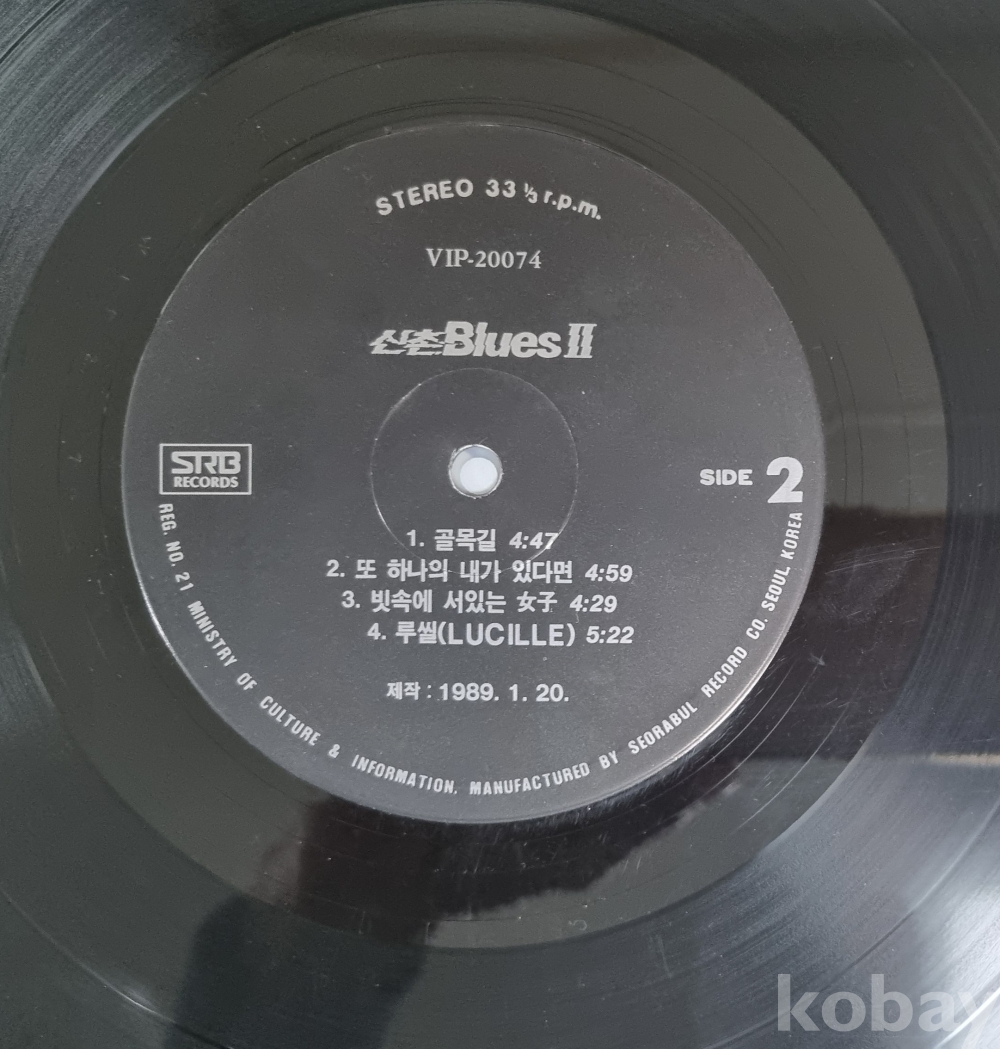 STEREO 33 ⅓ r.p.m.
VIP-20074
신촌Blues II
SRB
RECORDS
SIDE 2
1. 골목길 4:47
2. 또 하나의 내가 있다면 4:59
3. 빗속에 서있는 女子 4:29
4. 루씰(LUCILLE) 5:22
제작 : 1989. 1. 20.
REG. NO. 21 MINISTRY OF CULTURE & INFORMATION. MANUFACTURED BY SEORABUL RECORD CO. SEOUL KOREA
kobay